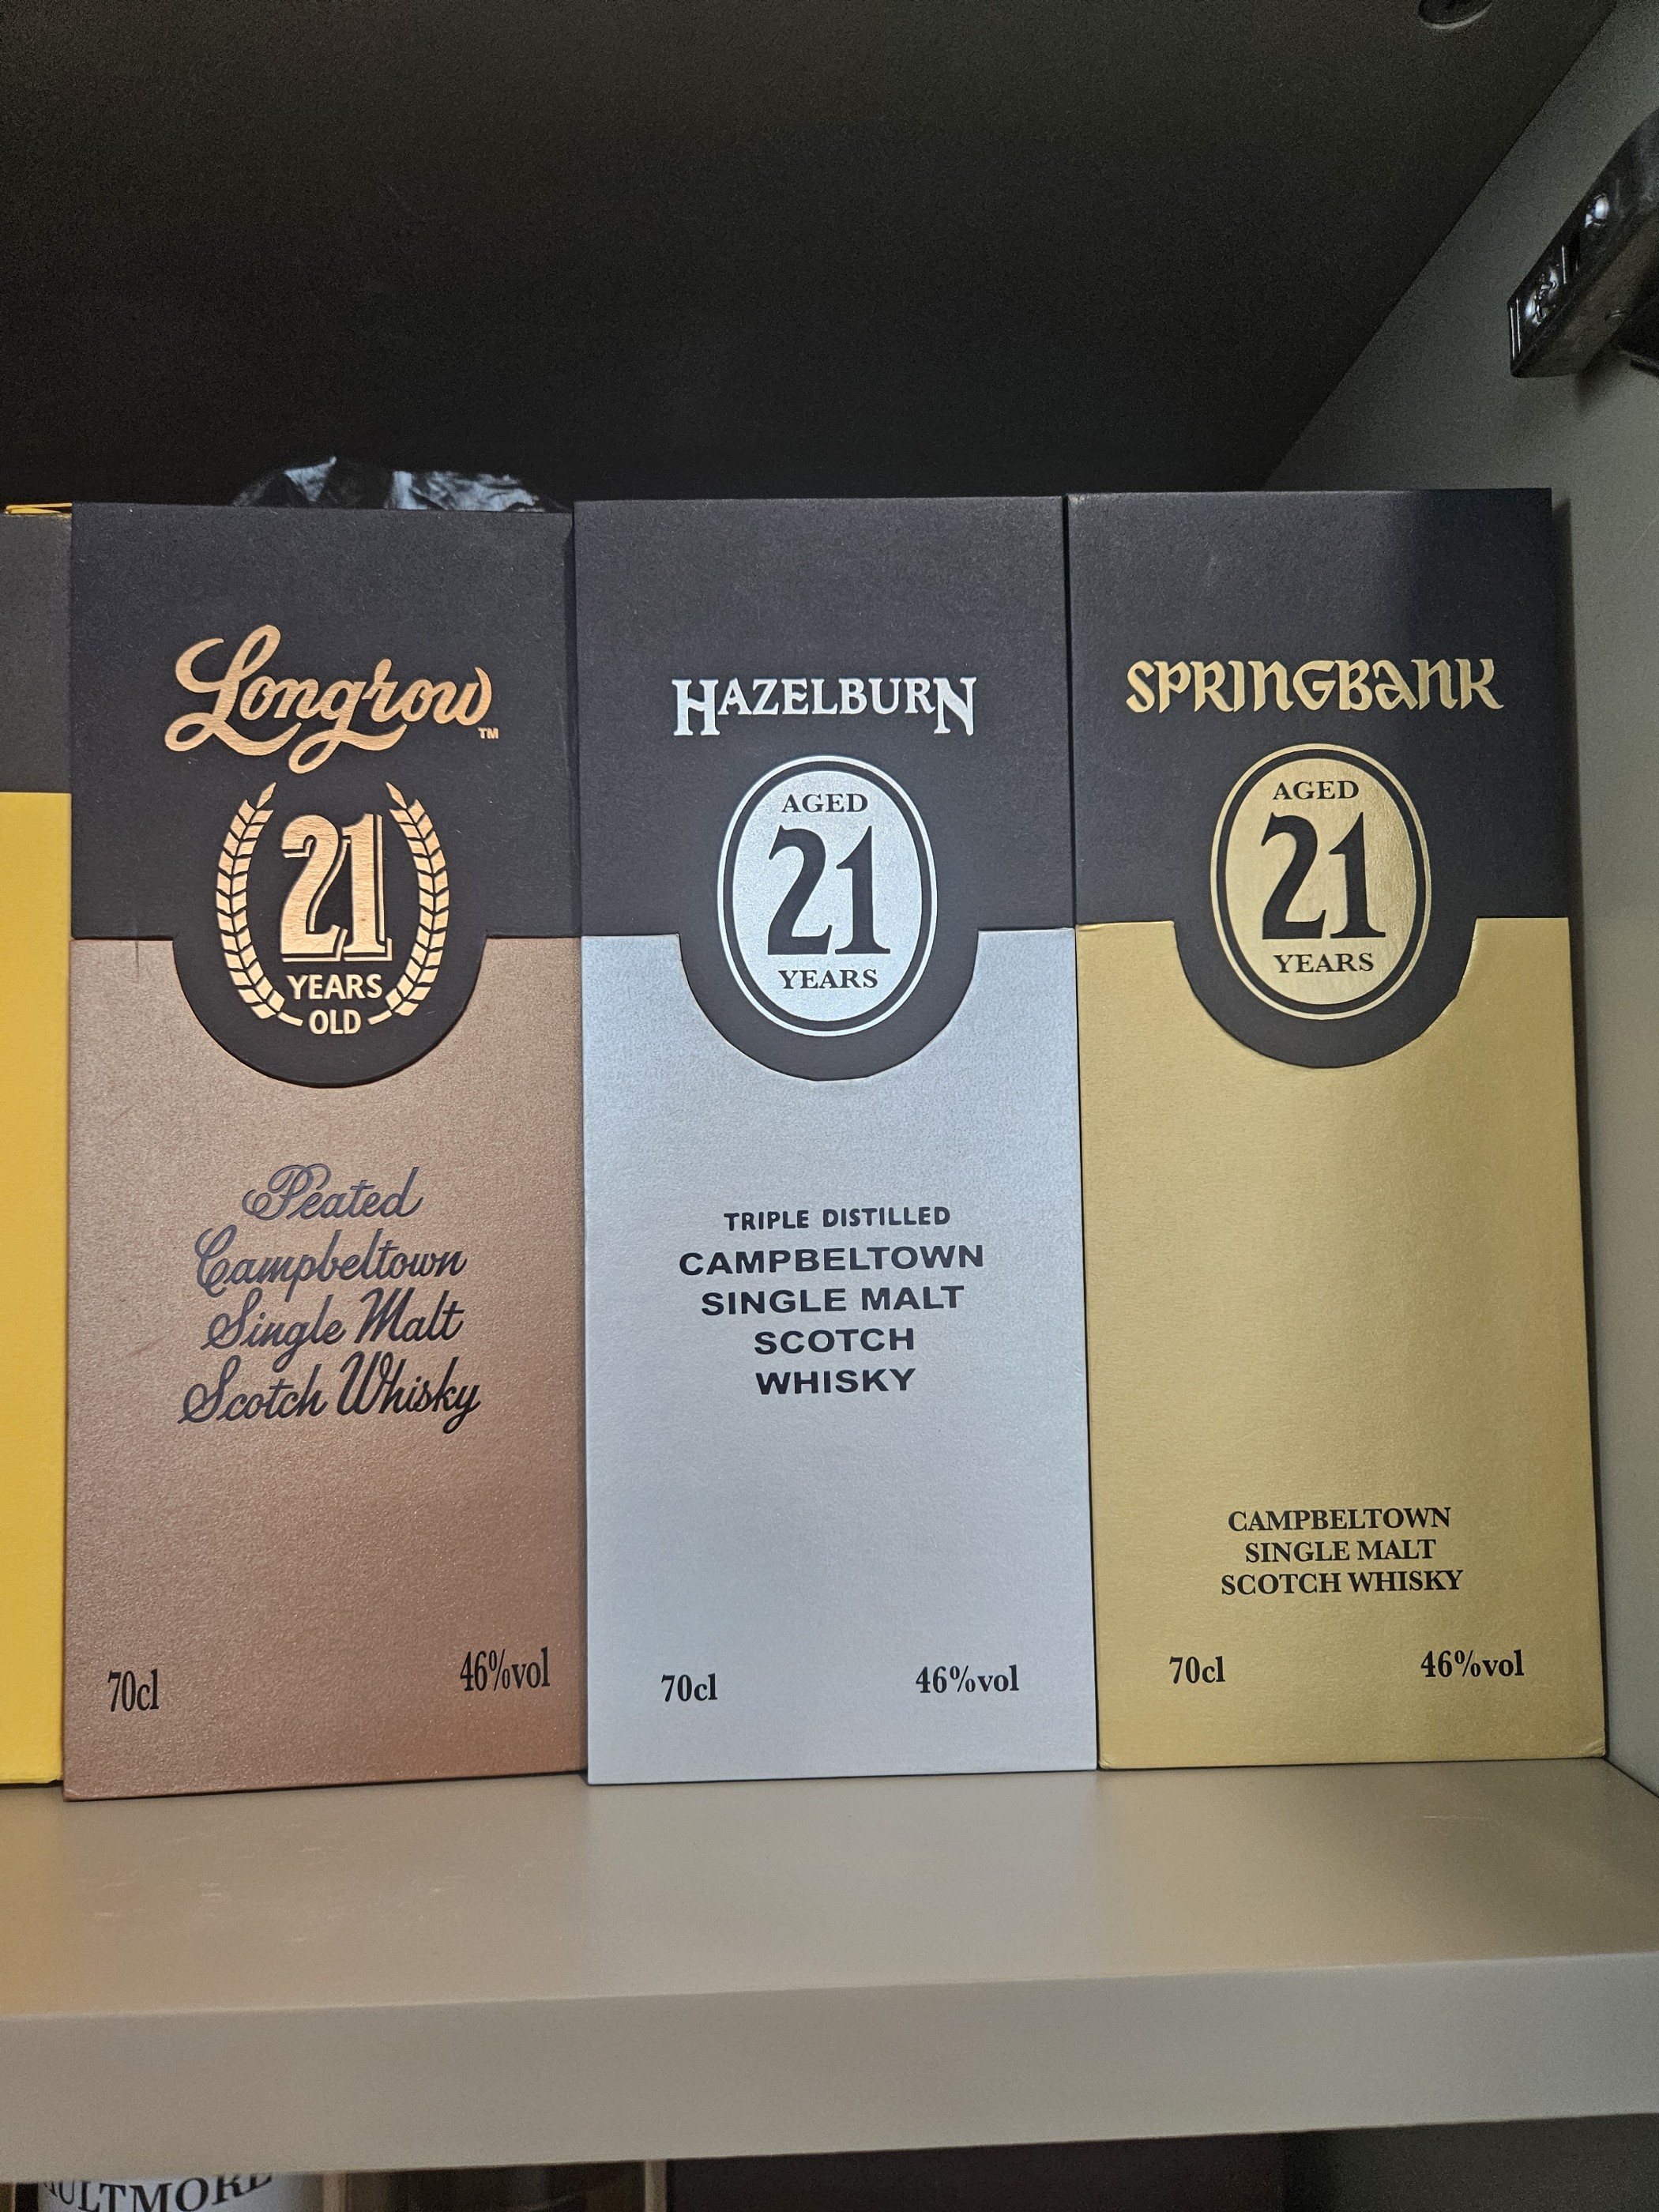 Longrow
TM
21
YEARS
OLD
Peated
Campbeltown
Single Malt
Scotch Whisky
70cl
46%vol
HAZELBURN
AGED
21
YEARS
TRIPLE DISTILLED
CAMPBELTOWN
SINGLE MALT
SCOTCH
WHISKY
70cl
46%vol
SPRINGBANK
AGED
21
YEARS
CAMPBELTOWN
SINGLE MALT
SCOTCH WHISKY
70cl
46%vol